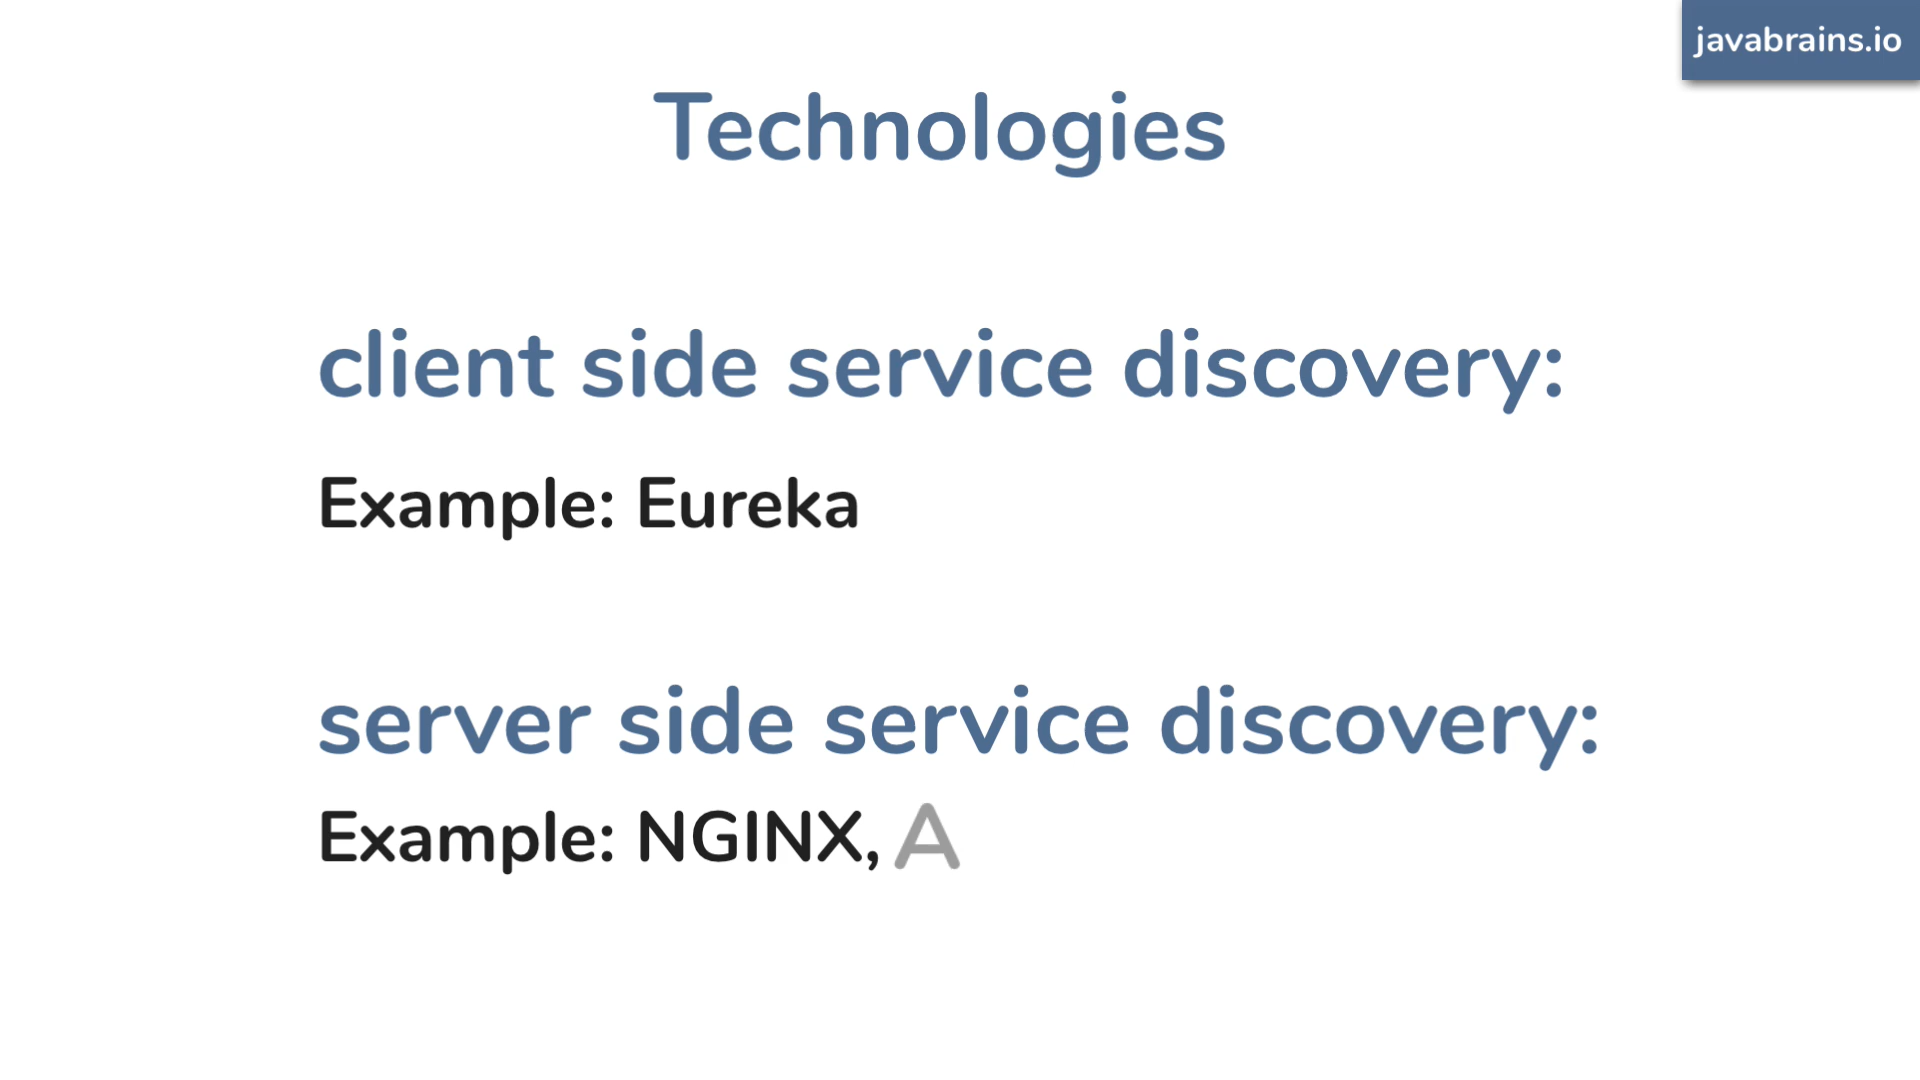 javabrains.io
Technologies
client side service discovery:
Example: Eureka
server side service discovery:
Example: NGINX, A